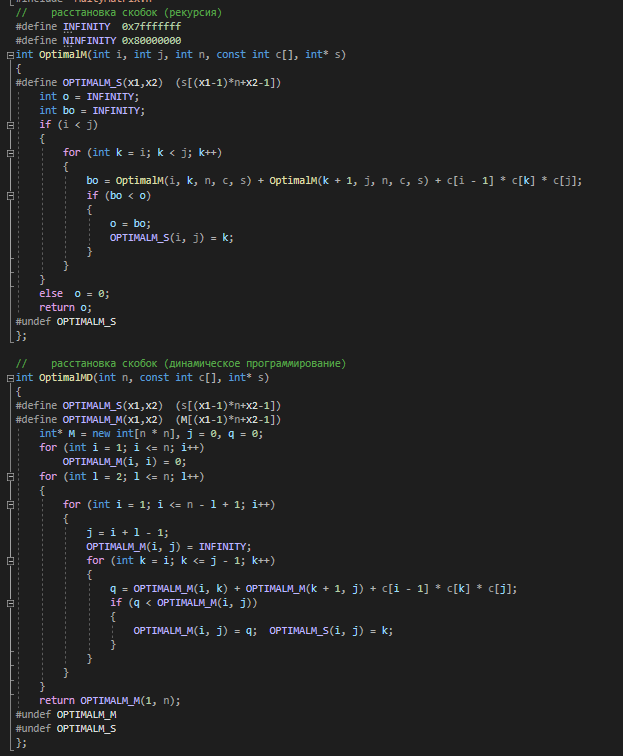 //    расстановка скобок (рекурсия)
#define INFINITY  0x7fffffff
#define NINFINITY 0x80000000
int OptimalM(int i, int j, int n, const int c[], int* s)
{
#define OPTIMALM_S(x1,x2)  (s[(x1-1)*n+x2-1])
    int o = INFINITY;
    int bo = INFINITY;
    if (i < j)
    {
        for (int k = i; k < j; k++)
        {
            bo = OptimalM(i, k, n, c, s) + OptimalM(k + 1, j, n, c, s) + c[i - 1] * c[k] * c[j];
            if (bo < o)
            {
                o = bo;
                OPTIMALM_S(i, j) = k;
            }
        }
    }
    else  o = 0;
    return o;
#undef OPTIMALM_S
};
//    расстановка скобок (динамическое программирование)
int OptimalMD(int n, const int c[], int* s)
{
#define OPTIMALM_S(x1,x2)  (s[(x1-1)*n+x2-1])
#define OPTIMALM_M(x1,x2)  (M[(x1-1)*n+x2-1])
    int* M = new int[n * n], j = 0, q = 0;
    for (int i = 1; i <= n; i++)
        OPTIMALM_M(i, i) = 0;
    for (int l = 2; l <= n; l++)
    {
        for (int i = 1; i <= n - l + 1; i++)
        {
            j = i + l - 1;
            OPTIMALM_M(i, j) = INFINITY;
            for (int k = i; k <= j - 1; k++)
            {
                q = OPTIMALM_M(i, k) + OPTIMALM_M(k + 1, j) + c[i - 1] * c[k] * c[j];
                if (q < OPTIMALM_M(i, j))
                {
                    OPTIMALM_M(i, j) = q;  OPTIMALM_S(i, j) = k;
                }
            }
        }
    }
    return OPTIMALM_M(1, n);
#undef OPTIMALM_M
#undef OPTIMALM_S
};